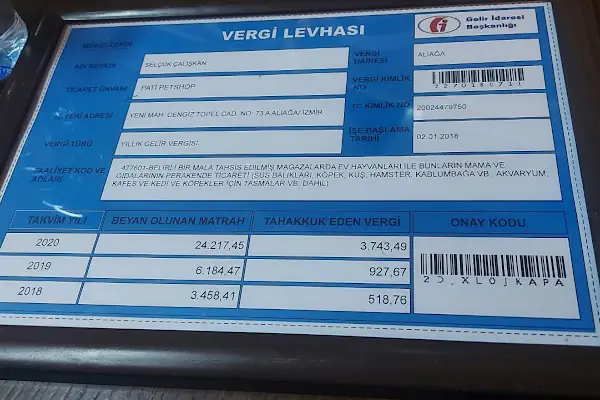 VERGİ LEVHASI
Gelir İdaresi
Başkanlığı
MÜKELLEFİN
ADI SOYADI
SELÇUK ÇALIŞKAN
VERGİ
DAİRESİ
ALİAĞA
TİCARET ÜNVANI
PATİ PETSHOP
VERGİ KİMLİK
NO
YERİ ADRESİ
YENİ MAH. CENGİZ TOPEL CAD. NO: 73 A ALİAĞA/ İZMİR
TC KİMLİK NO
20024479750
VERGİ TÜRÜ
YILLIK GELİR VERGİSİ
İŞE BAŞLAMA
TARİHİ
02.01.2018
FAALİYET KOD VE
ADLARI
477601-BELİRLİ BİR MALA TAHSİS EDİLMİŞ MAĞAZALARDA EV HAYVANLARI İLE BUNLARIN MAMA VE
GIDALARININ PERAKENDE TİCARETİ (SÜS BALIKLARI, KÖPEK, KUŞ, HAMSTER, KABLUMBAĞA VB., AKVARYUM,
KAFES VE KEDİ VE KÖPEKLER İÇİN TASMALAR VB. DAHİL)
TAKVİM YILI BEYAN OLUNAN MATRAH TAHAKKUK EDEN VERGİ ONAY KODU
2020 24.217,45 3.743,49
2019 6.184,47 927,67
2018 3.458,41 518,76